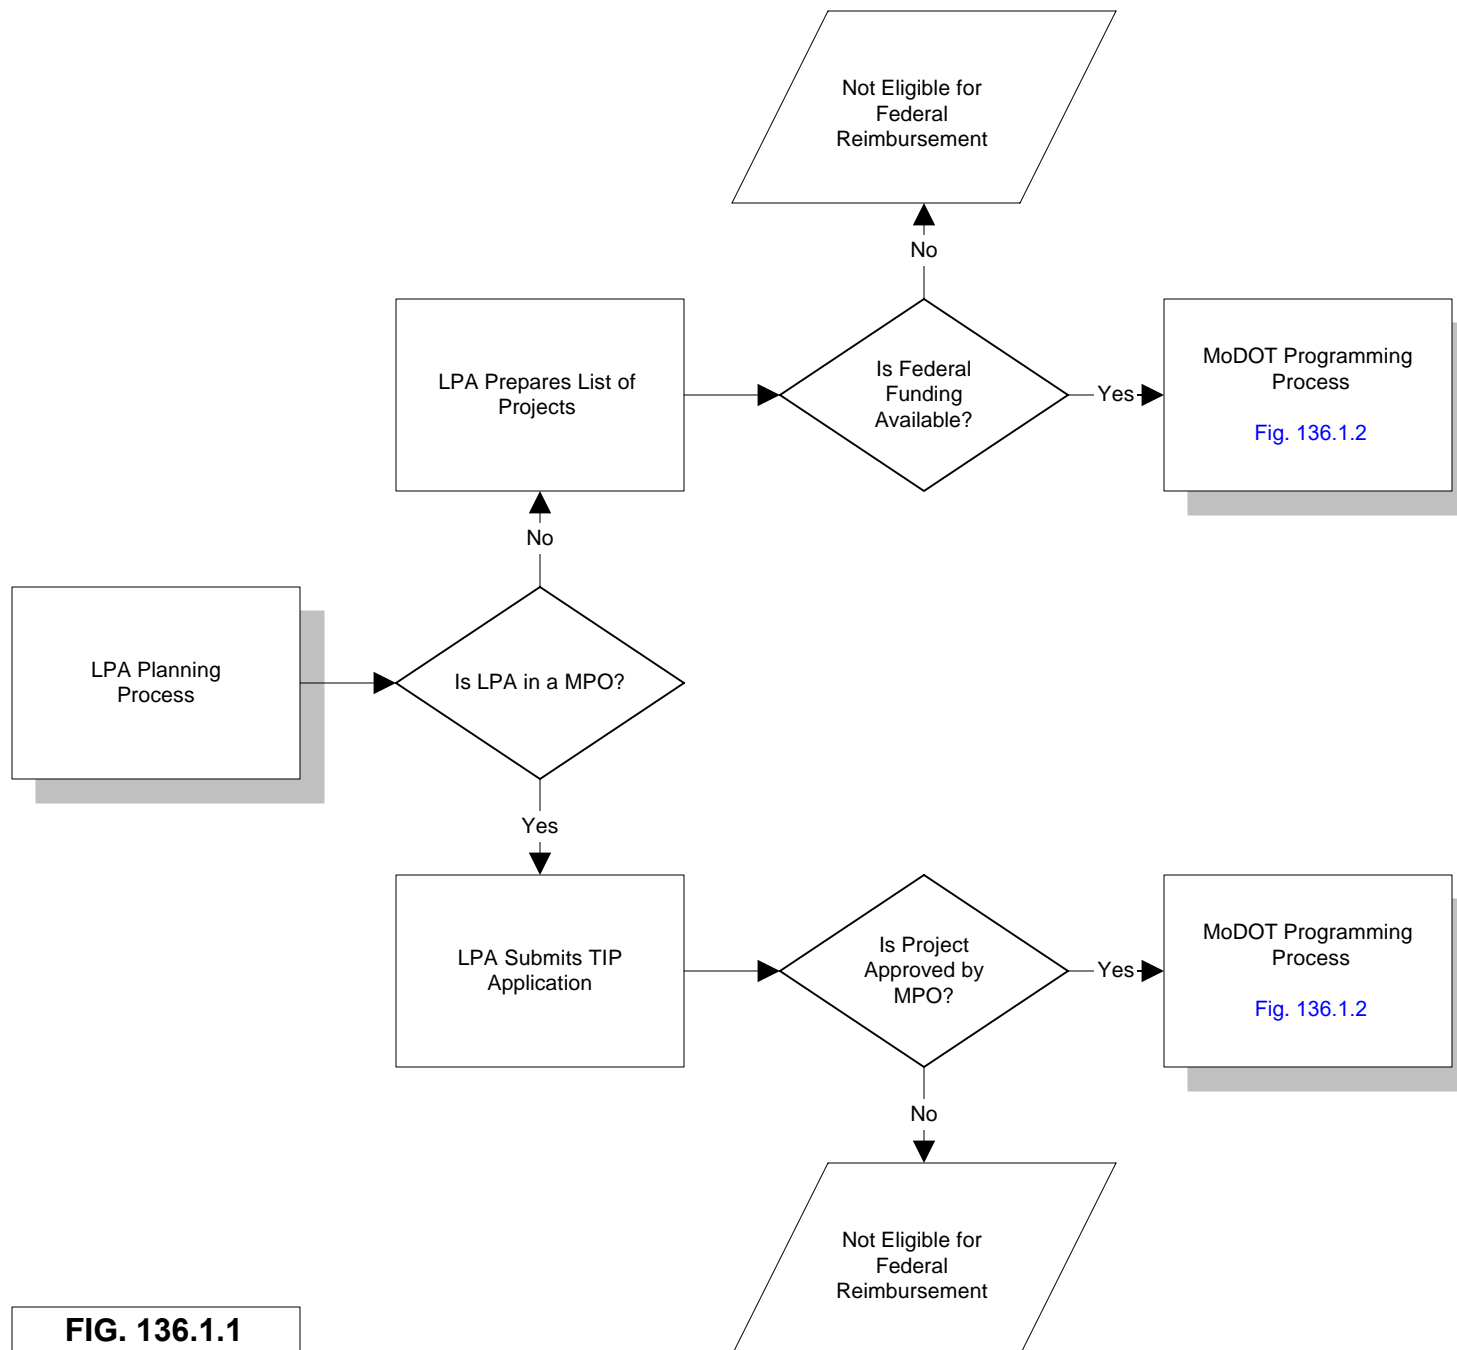 Not Eligible for
Federal
Reimbursement
No
LPA Prepares List of
Projects
Is Federal
Funding
Available?
Yes
MoDOT Programming
Process
Fig. 136.1.2
No
LPA Planning
Process
Is LPA in a MPO?
Yes
LPA Submits TIP
Application
Is Project
Approved by
MPO?
Yes
MoDOT Programming
Process
Fig. 136.1.2
No
Not Eligible for
Federal
Reimbursement
FIG. 136.1.1